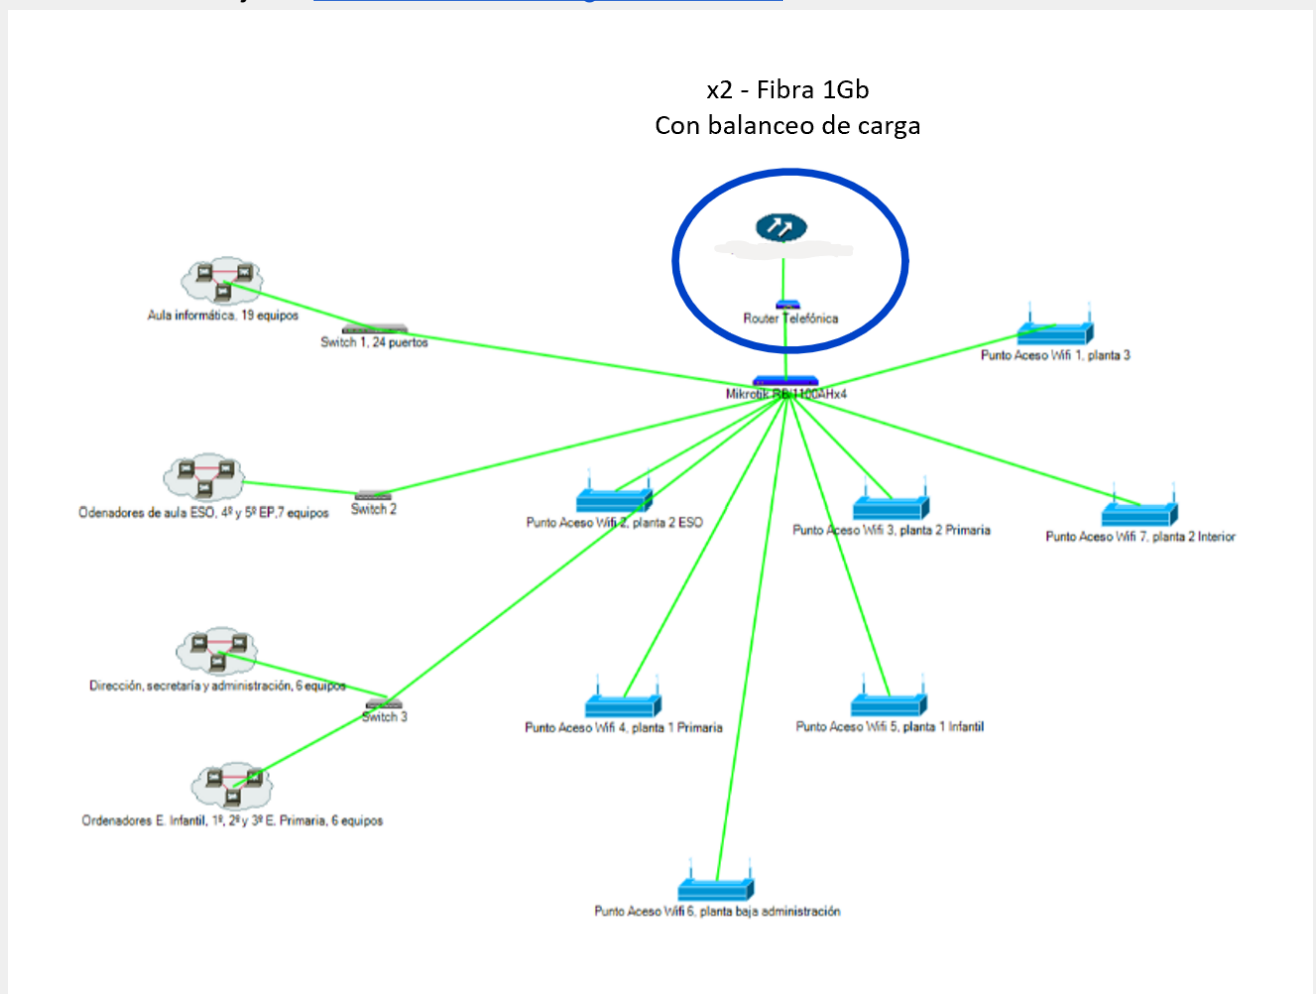 x2 - Fibra 1Gb
Con balanceo de carga
Router Telefónica
Aula informática, 19 equipos
Switch 1, 24 puertos
Punto Aceso Wifi 1, planta 3
Mikrotik RB 1100AHx4
Odenadores de aula ESO, 4º y 5º EP,7 equipos
Switch 2
Punto Aceso Wifi 2, planta 2 ESO
Punto Aceso Wifi 3, planta 2 Primaria
Punto Aceso Wifi 7, planta 2 Interior
Dirección, secretaría y administración, 6 equipos
Switch 3
Punto Aceso Wifi 4, planta 1 Primaria
Punto Aceso Wifi 5, planta 1 Infantil
Ordenadores E. Infantil, 1º, 2º y 3º E. Primaria, 6 equipos
Punto Aceso Wifi 6, planta baja administración